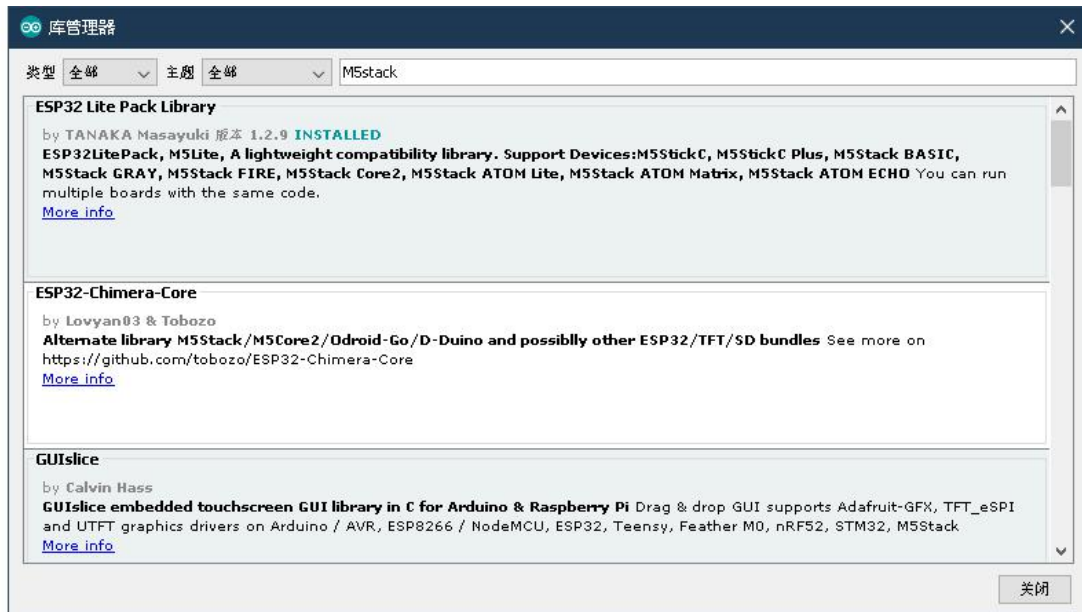 库管理器
类型 全部 主题 全部 M5stack
ESP32 Lite Pack Library
by TANAKA Masayuki 版本 1.2.9 INSTALLED
ESP32LitePack, M5Lite, A lightweight compatibility library. Support Devices:M5StickC, M5StickC Plus, M5Stack BASIC,
M5Stack GRAY, M5Stack FIRE, M5Stack Core2, M5Stack ATOM Lite, M5Stack ATOM Matrix, M5Stack ATOM ECHO You can run
multiple boards with the same code.
More info
ESP32-Chimera-Core
by Lovyan03 & Tobozo
Alternate library M5Stack/M5Core2/Odroid-Go/D-Duino and possiblly other ESP32/TFT/SD bundles See more on
https://github.com/tobozo/ESP32-Chimera-Core
More info
GUIslice
by Calvin Hass
GUIslice embedded touchscreen GUI library in C for Arduino & Raspberry Pi Drag & drop GUI supports Adafruit-GFX, TFT_eSPI
and UTFT graphics drivers on Arduino / AVR, ESP8266 / NodeMCU, ESP32, Teensy, Feather M0, nRF52, STM32, M5Stack
More info
关闭